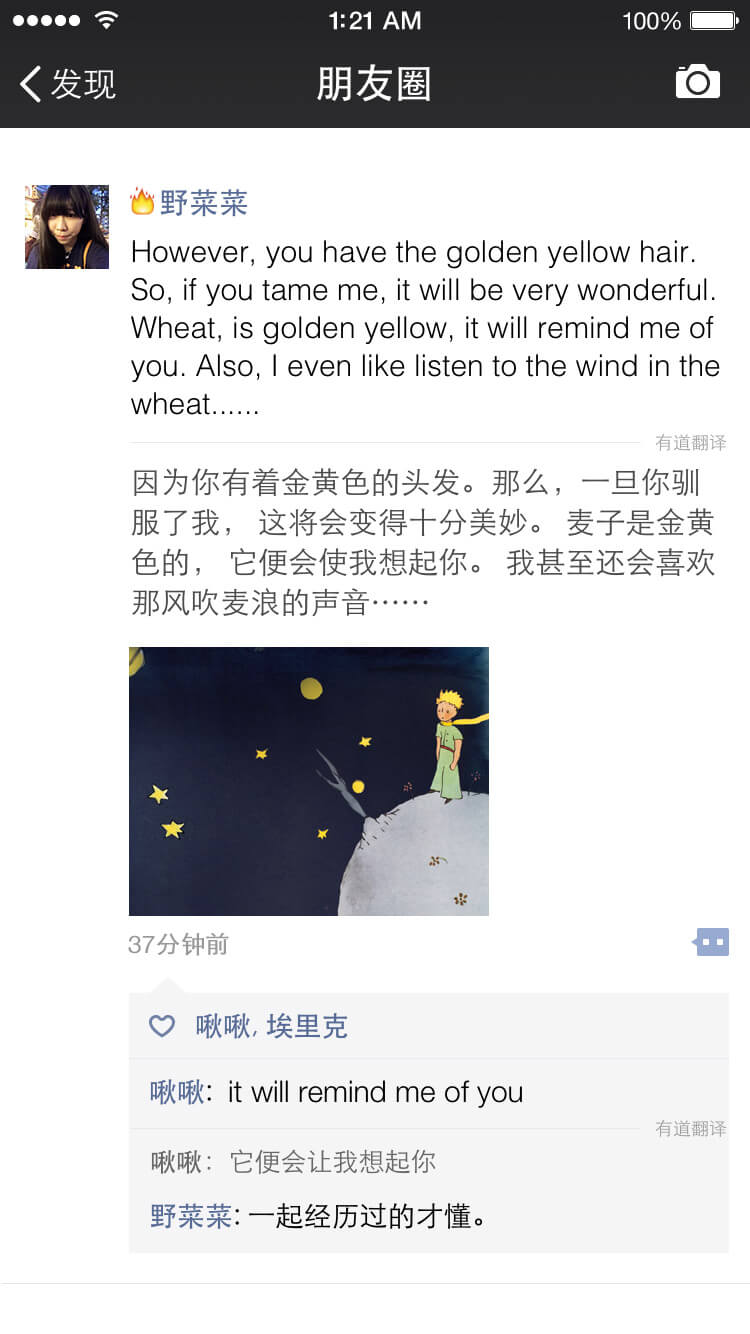 1:21 AM 100%
发现 朋友圈
野菜菜
However, you have the golden yellow hair.
So, if you tame me, it will be very wonderful.
Wheat, is golden yellow, it will remind me of
you. Also, I even like listen to the wind in the
wheat......
有道翻译
因为你有着金黄色的头发。那么，一旦你驯
服了我， 这将会变得十分美妙。 麦子是金黄
色的， 它便会使我想起你。 我甚至还会喜欢
那风吹麦浪的声音······
37分钟前
啾啾, 埃里克
啾啾: it will remind me of you
有道翻译
啾啾: 它便会让我想起你
野菜菜: 一起经历过的才懂。